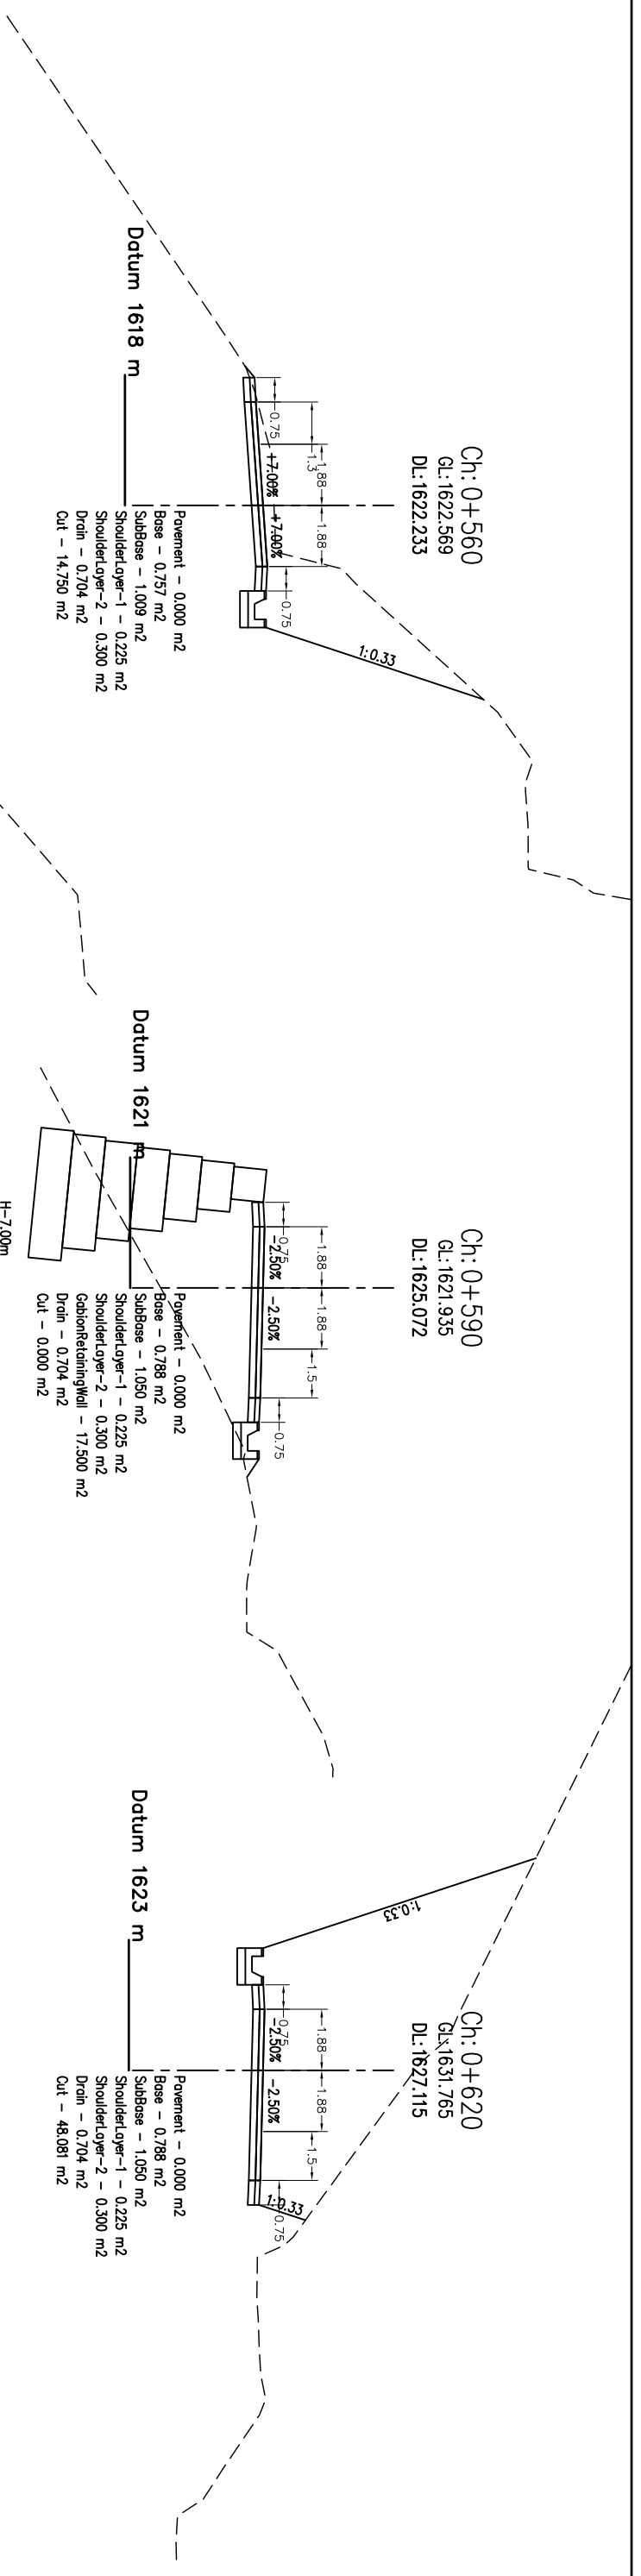 Ch:0+560
GL:1622.569
DL:1622.233
1.88
1.88
1.3
0.75
0.75
+7.00%
+7.00%
1:0.33
Datum 1618 m
Pavement - 0.000 m2
Base - 0.757 m2
SubBase - 1.009 m2
ShoulderLayer-1 - 0.225 m2
ShoulderLayer-2 - 0.300 m2
Drain - 0.704 m2
Cut - 14.750 m2
Ch:0+590
GL:1621.935
DL:1625.072
1.88
1.88
1.5
0.75
0.75
-2.50%
-2.50%
Datum 1621 m
Pavement - 0.000 m2
Base - 0.788 m2
SubBase - 1.050 m2
ShoulderLayer-1 - 0.225 m2
ShoulderLayer-2 - 0.300 m2
GabionRetainingWall - 17.500 m2
Drain - 0.704 m2
Cut - 0.000 m2
H-7.00m
Ch:0+620
GL:1631.765
DL:1627.115
1.88
1.88
1.5
0.75
0.75
-2.50%
-2.50%
1:0.33
1:0.33
Datum 1623 m
Pavement - 0.000 m2
Base - 0.788 m2
SubBase - 1.050 m2
ShoulderLayer-1 - 0.225 m2
ShoulderLayer-2 - 0.300 m2
Drain - 0.704 m2
Cut - 48.081 m2